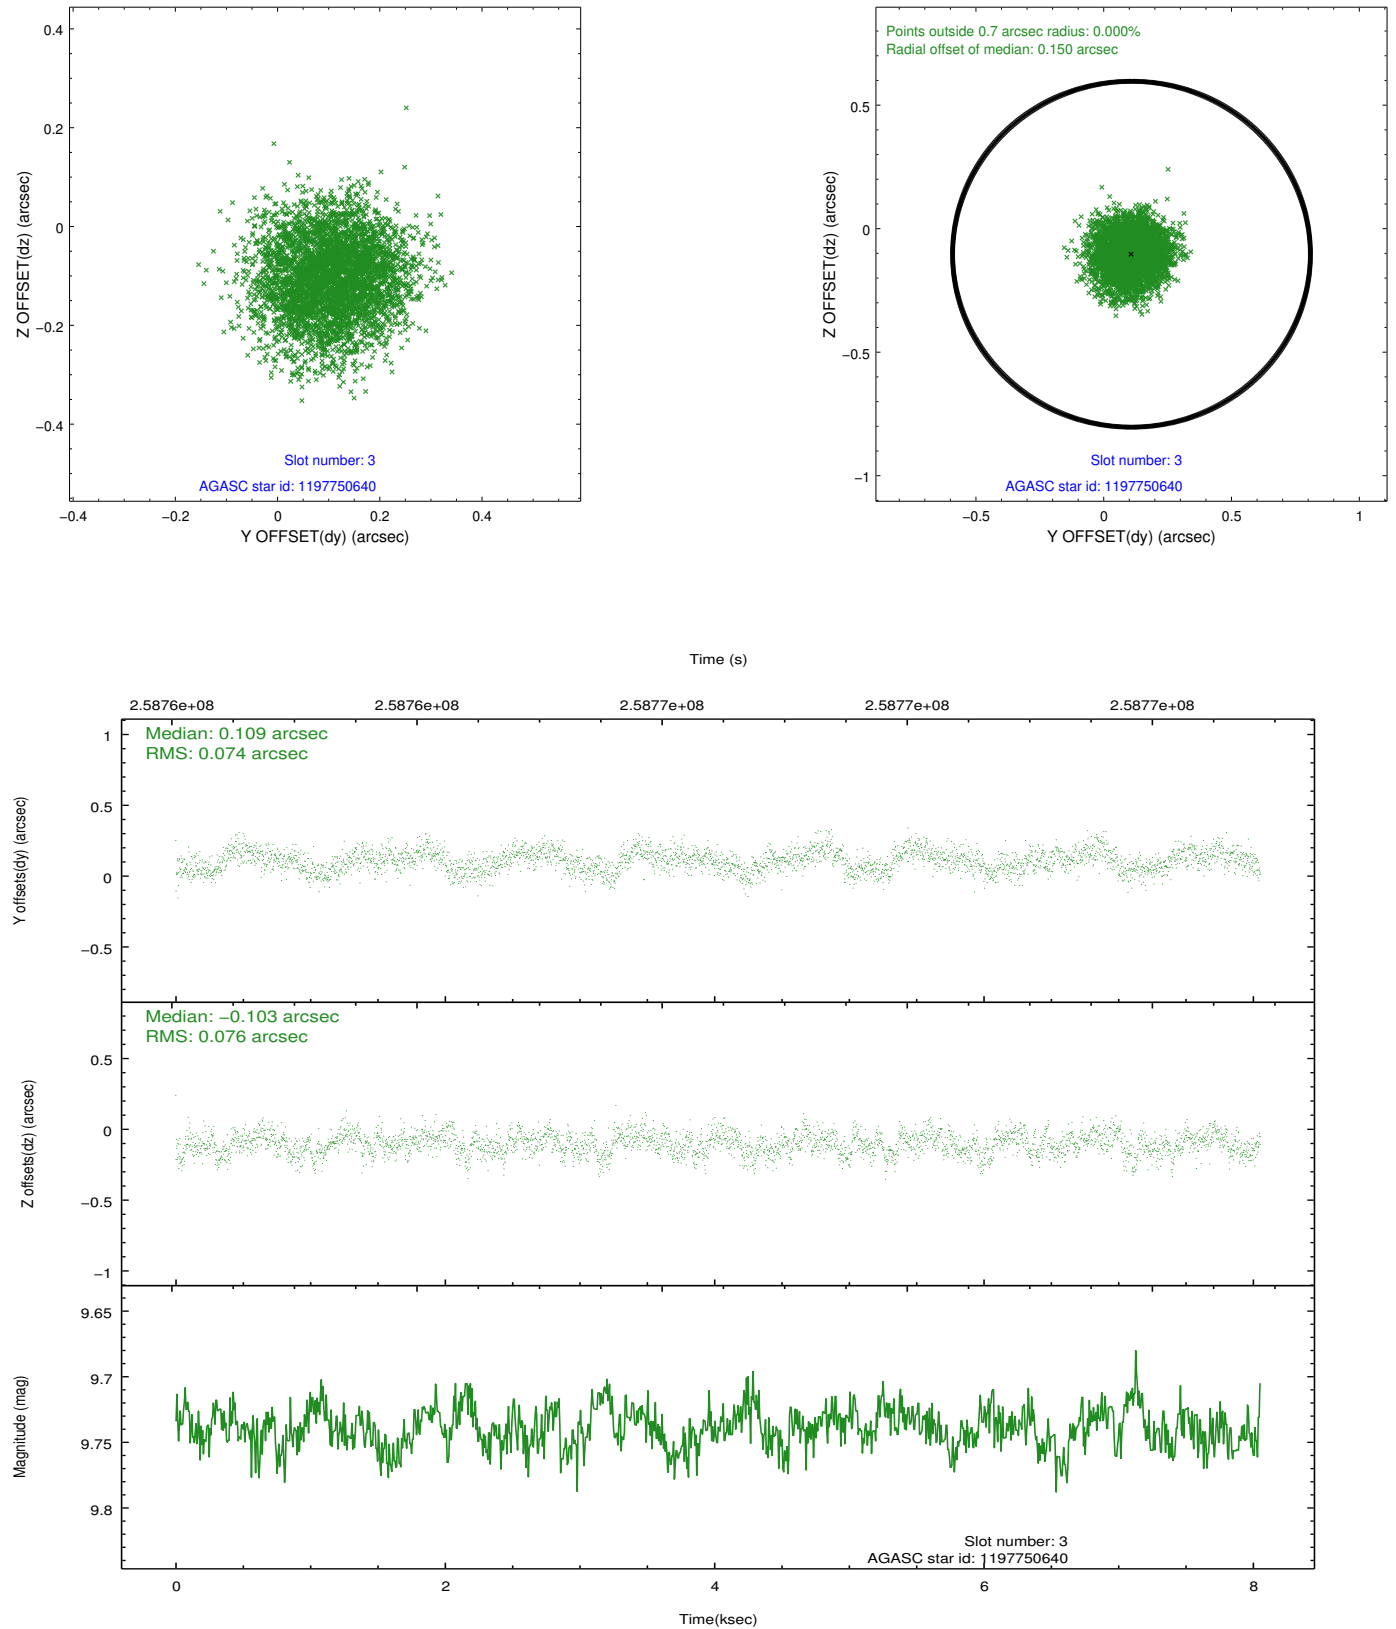 0.4
0.2
0
−0.2
−0.4
Z OFFSET(dz) (arcsec)
Slot number: 3
AGASC star id: 1197750640
−0.4 −0.2 0 0.2 0.4
Y OFFSET(dy) (arcsec)
Points outside 0.7 arcsec radius: 0.000%
Radial offset of median: 0.150 arcsec
0.5
0
−0.5
−1
Z OFFSET(dz) (arcsec)
Slot number: 3
AGASC star id: 1197750640
−0.5 0 0.5 1
Y OFFSET(dy) (arcsec)
Time (s)
2.5876e+08 2.5876e+08 2.5877e+08 2.5877e+08 2.5877e+08
Median: 0.109 arcsec
RMS: 0.074 arcsec
1
0.5
0
−0.5
Y offsets(dy) (arcsec)
Median: −0.103 arcsec
RMS: 0.076 arcsec
0.5
0
−0.5
−1
Z offsets(dz) (arcsec)
9.65
9.7
9.75
9.8
Magnitude (mag)
Slot number: 3
AGASC star id: 1197750640
0 2 4 6 8
Time(ksec)